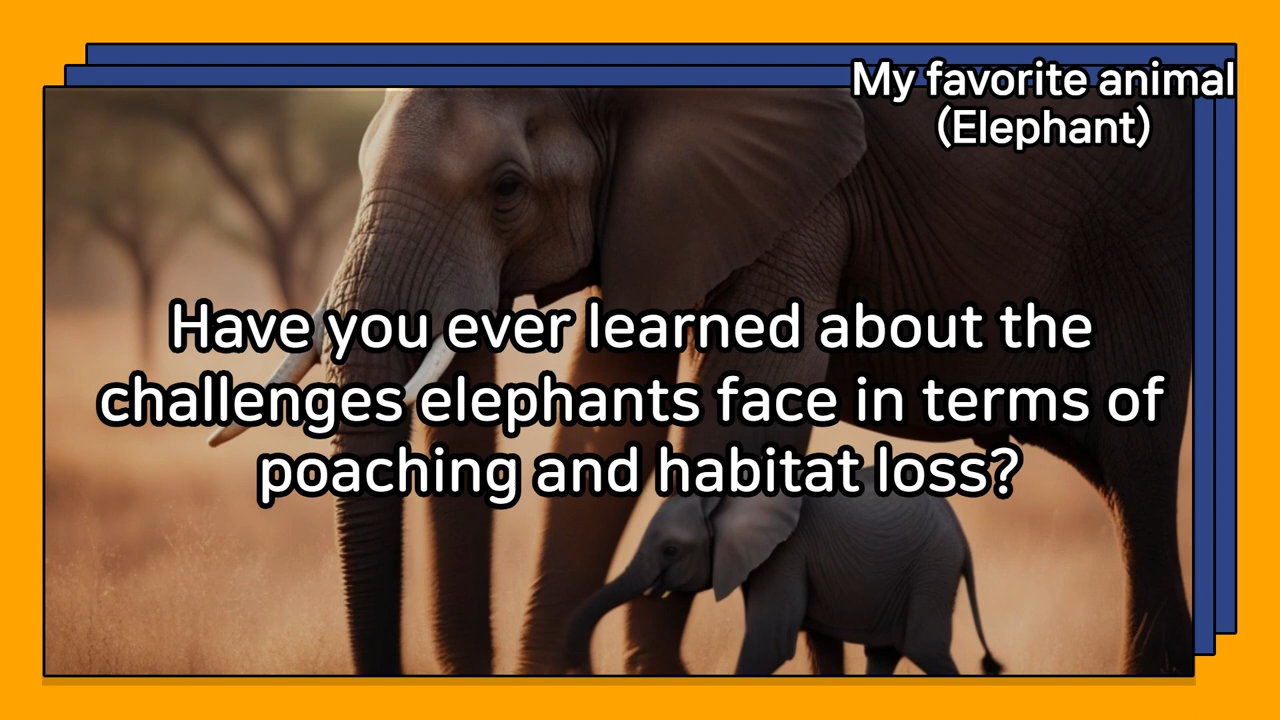 My favorite animal
(Elephant)
Have you ever learned about the
challenges elephants face in terms of
poaching and habitat loss?